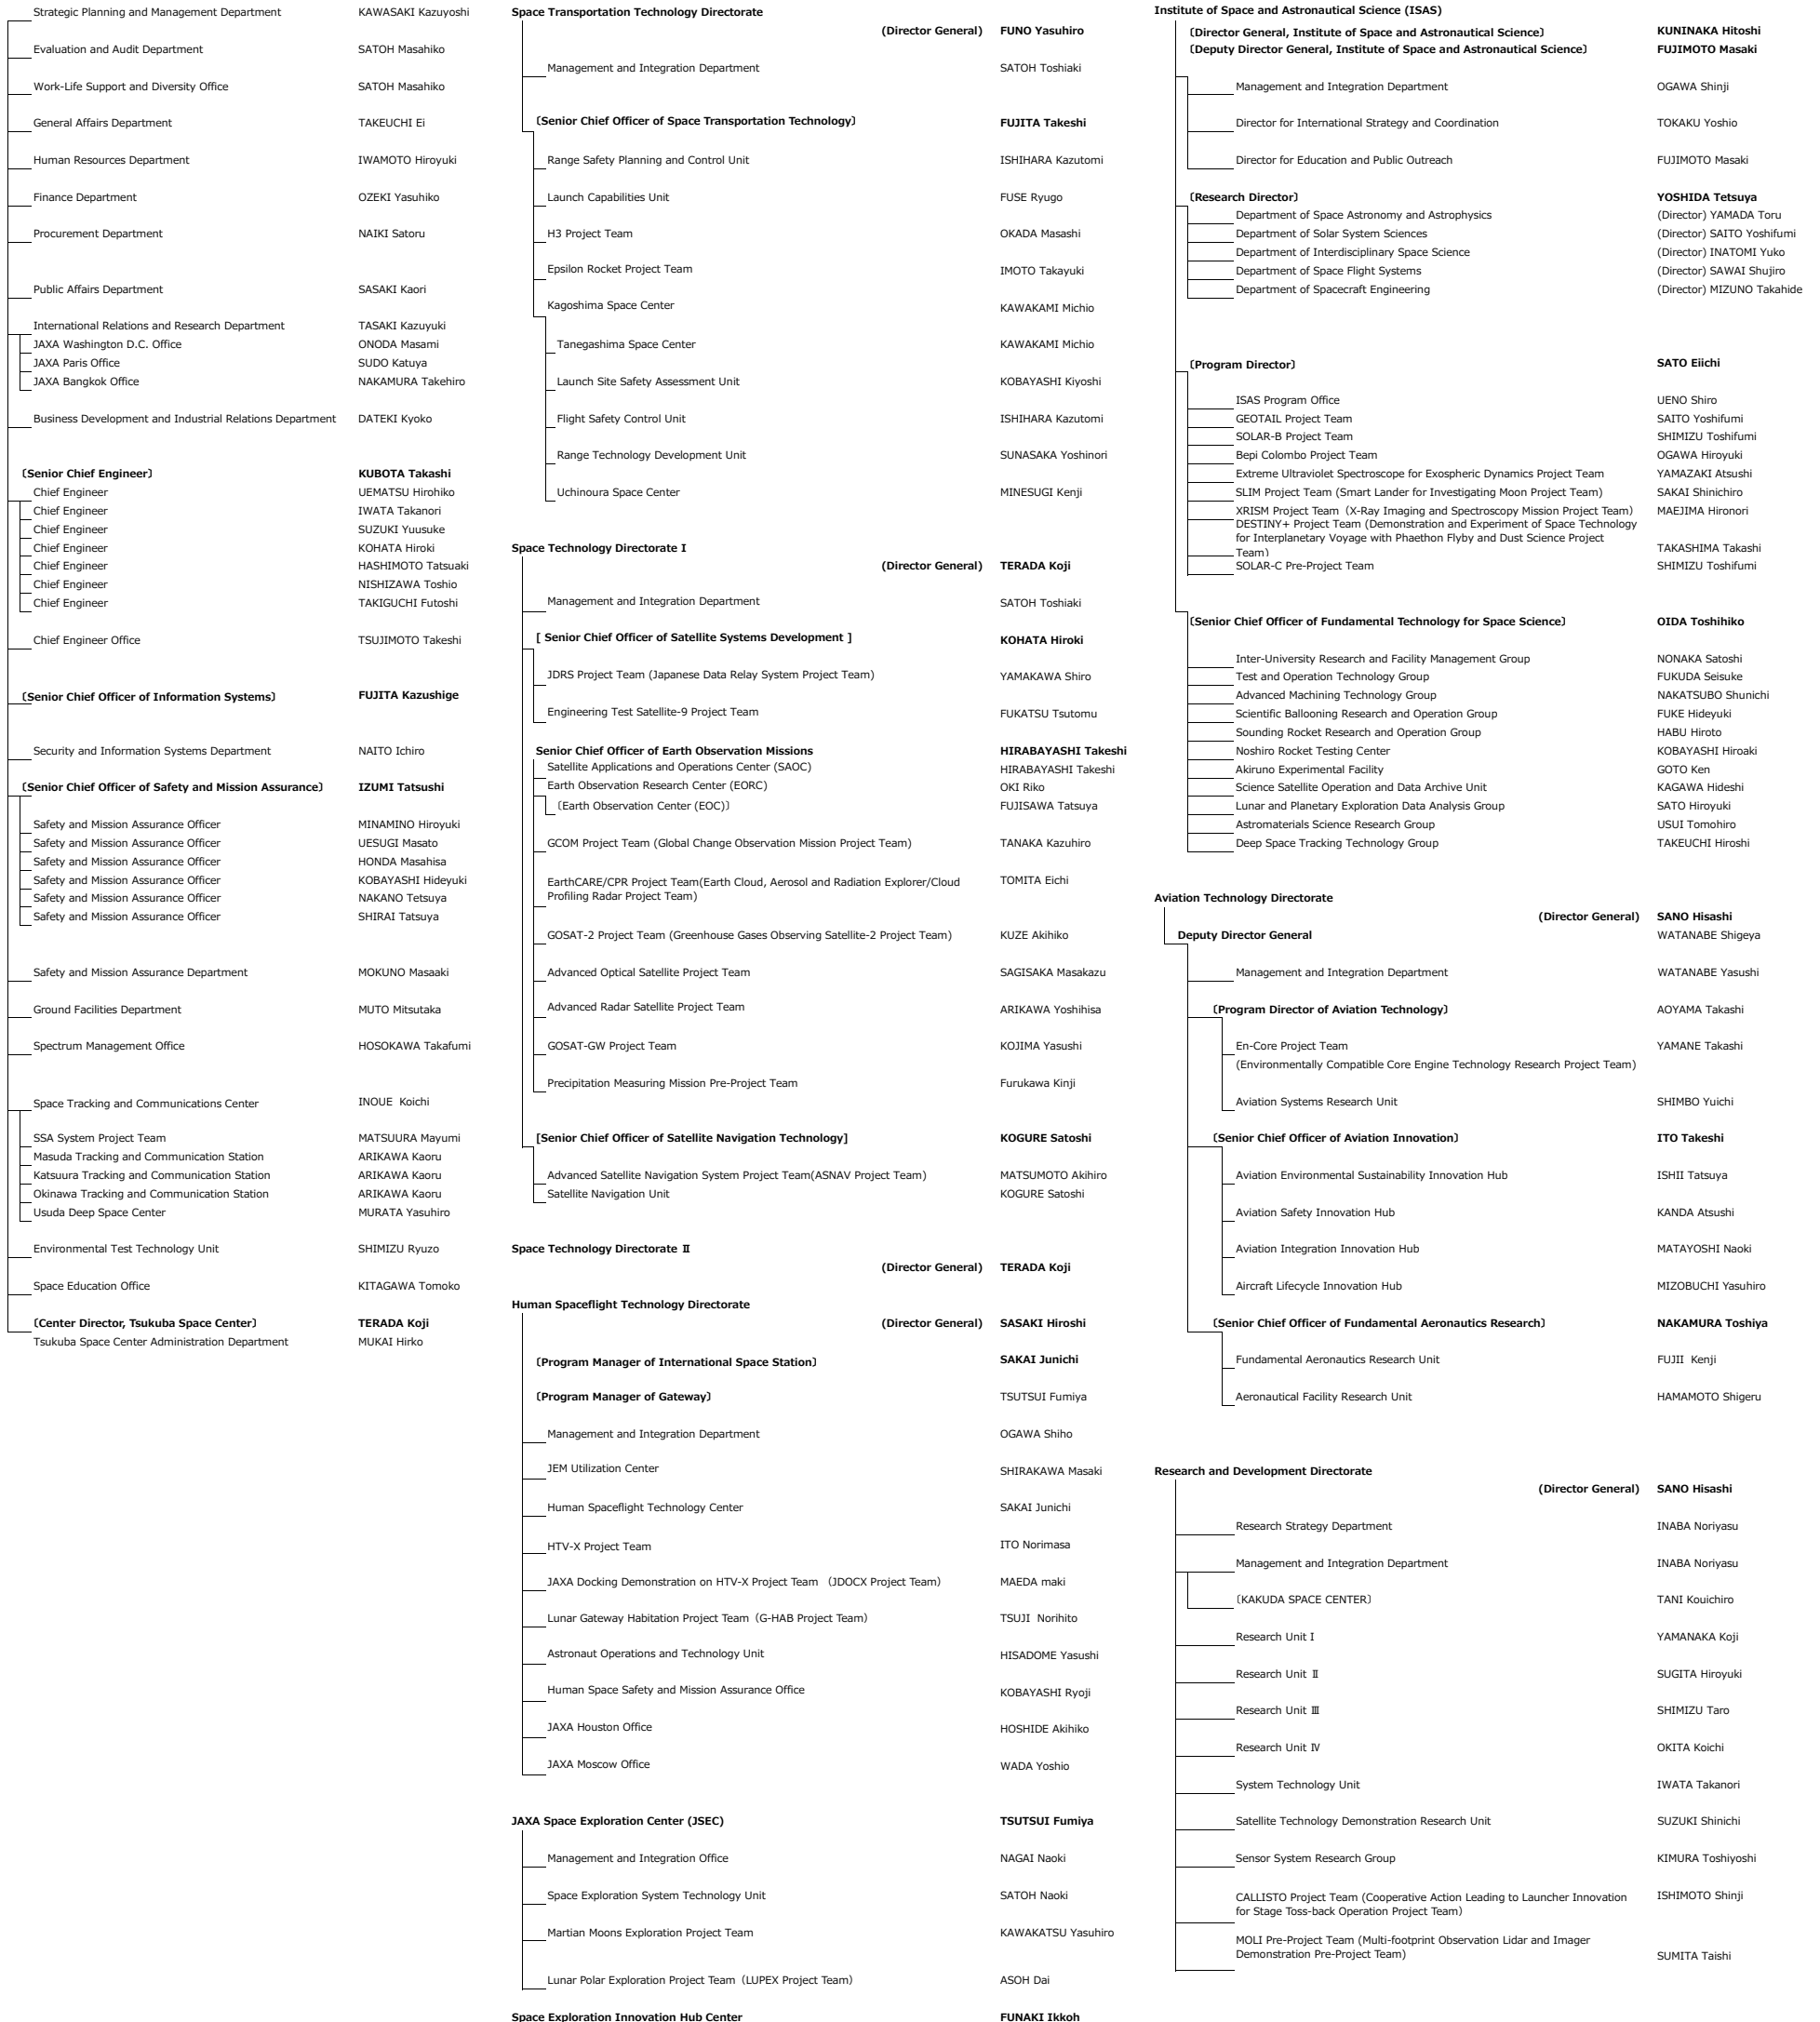 Strategic Planning and Management Department KAWASAKI Kazuyoshi
Evaluation and Audit Department SATOH Masahiko
Work-Life Support and Diversity Office SATOH Masahiko
General Affairs Department TAKEUCHI Ei
Human Resources Department IWAMOTO Hiroyuki
Finance Department OZEKI Yasuhiko
Procurement Department NAIKI Satoru
Public Affairs Department SASAKI Kaori
International Relations and Research Department TASAKI Kazuyuki
JAXA Washington D.C. Office ONODA Masami
JAXA Paris Office SUDO Katuya
JAXA Bangkok Office NAKAMURA Takehiro
Business Development and Industrial Relations Department DATEKI Kyoko
〔Senior Chief Engineer〕 KUBOTA Takashi
Chief Engineer UEMATSU Hirohiko
Chief Engineer IWATA Takanori
Chief Engineer SUZUKI Yuusuke
Chief Engineer KOHATA Hiroki
Chief Engineer HASHIMOTO Tatsuaki
Chief Engineer NISHIZAWA Toshio
Chief Engineer TAKIGUCHI Futoshi
Chief Engineer Office TSUJIMOTO Takeshi
〔Senior Chief Officer of Information Systems〕 FUJITA Kazushige
Security and Information Systems Department NAITO Ichiro
〔Senior Chief Officer of Safety and Mission Assurance〕 IZUMI Tatsushi
Safety and Mission Assurance Officer MINAMINO Hiroyuki
Safety and Mission Assurance Officer UESUGI Masato
Safety and Mission Assurance Officer HONDA Masahisa
Safety and Mission Assurance Officer KOBAYASHI Hideyuki
Safety and Mission Assurance Officer NAKANO Tetsuya
Safety and Mission Assurance Officer SHIRAI Tatsuya
Safety and Mission Assurance Department MOKUNO Masaaki
Ground Facilities Department MUTO Mitsutaka
Spectrum Management Office HOSOKAWA Takafumi
Space Tracking and Communications Center INOUE Koichi
SSA System Project Team MATSUURA Mayumi
Masuda Tracking and Communication Station ARIKAWA Kaoru
Katsuura Tracking and Communication Station ARIKAWA Kaoru
Okinawa Tracking and Communication Station ARIKAWA Kaoru
Usuda Deep Space Center MURATA Yasuhiro
Environmental Test Technology Unit SHIMIZU Ryuzo
Space Education Office KITAGAWA Tomoko
〔Center Director, Tsukuba Space Center〕 TERADA Koji
Tsukuba Space Center Administration Department MUKAI Hirko
Space Transportation Technology Directorate
(Director General) FUNO Yasuhiro
Management and Integration Department SATOH Toshiaki
〔Senior Chief Officer of Space Transportation Technology〕 FUJITA Takeshi
Range Safety Planning and Control Unit ISHIHARA Kazutomi
Launch Capabilities Unit FUSE Ryugo
H3 Project Team OKADA Masashi
Epsilon Rocket Project Team IMOTO Takayuki
Kagoshima Space Center KAWAKAMI Michio
Tanegashima Space Center KAWAKAMI Michio
Launch Site Safety Assessment Unit KOBAYASHI Kiyoshi
Flight Safety Control Unit ISHIHARA Kazutomi
Range Technology Development Unit SUNASAKA Yoshinori
Uchinoura Space Center MINESUGI Kenji
Space Technology Directorate I
(Director General) TERADA Koji
Management and Integration Department SATOH Toshiaki
[ Senior Chief Officer of Satellite Systems Development ] KOHATA Hiroki
JDRS Project Team (Japanese Data Relay System Project Team) YAMAKAWA Shiro
Engineering Test Satellite-9 Project Team FUKATSU Tsutomu
Senior Chief Officer of Earth Observation Missions HIRABAYASHI Takeshi
Satellite Applications and Operations Center (SAOC) HIRABAYASHI Takeshi
Earth Observation Research Center (EORC) OKI Riko
〔Earth Observation Center (EOC)〕 FUJISAWA Tatsuya
GCOM Project Team (Global Change Observation Mission Project Team) TANAKA Kazuhiro
EarthCARE/CPR Project Team(Earth Cloud, Aerosol and Radiation Explorer/Cloud TOMITA Eichi
Profiling Radar Project Team)
GOSAT-2 Project Team (Greenhouse Gases Observing Satellite-2 Project Team) KUZE Akihiko
Advanced Optical Satellite Project Team SAGISAKA Masakazu
Advanced Radar Satellite Project Team ARIKAWA Yoshihisa
GOSAT-GW Project Team KOJIMA Yasushi
Precipitation Measuring Mission Pre-Project Team Furukawa Kinji
[Senior Chief Officer of Satellite Navigation Technology] KOGURE Satoshi
Advanced Satellite Navigation System Project Team(ASNAV Project Team) MATSUMOTO Akihiro
Satellite Navigation Unit KOGURE Satoshi
Space Technology Directorate Ⅱ
(Director General) TERADA Koji
Human Spaceflight Technology Directorate
(Director General) SASAKI Hiroshi
〔Program Manager of International Space Station〕 SAKAI Junichi
〔Program Manager of Gateway〕 TSUTSUI Fumiya
Management and Integration Department OGAWA Shiho
JEM Utilization Center SHIRAKAWA Masaki
Human Spaceflight Technology Center SAKAI Junichi
HTV-X Project Team ITO Norimasa
JAXA Docking Demonstration on HTV-X Project Team （JDOCX Project Team） MAEDA maki
Lunar Gateway Habitation Project Team（G-HAB Project Team） TSUJI Norihito
Astronaut Operations and Technology Unit HISADOME Yasushi
Human Space Safety and Mission Assurance Office KOBAYASHI Ryoji
JAXA Houston Office HOSHIDE Akihiko
JAXA Moscow Office WADA Yoshio
JAXA Space Exploration Center (JSEC) TSUTSUI Fumiya
Management and Integration Office NAGAI Naoki
Space Exploration System Technology Unit SATOH Naoki
Martian Moons Exploration Project Team KAWAKATSU Yasuhiro
Lunar Polar Exploration Project Team（LUPEX Project Team） ASOH Dai
Space Exploration Innovation Hub Center FUNAKI Ikkoh
Institute of Space and Astronautical Science (ISAS)
〔Director General, Institute of Space and Astronautical Science〕 KUNINAKA Hitoshi
〔Deputy Director General, Institute of Space and Astronautical Science〕 FUJIMOTO Masaki
Management and Integration Department OGAWA Shinji
Director for International Strategy and Coordination TOKAKU Yoshio
Director for Education and Public Outreach FUJIMOTO Masaki
〔Research Director〕 YOSHIDA Tetsuya
Department of Space Astronomy and Astrophysics (Director) YAMADA Toru
Department of Solar System Sciences (Director) SAITO Yoshifumi
Department of Interdisciplinary Space Science (Director) INATOMI Yuko
Department of Space Flight Systems (Director) SAWAI Shujiro
Department of Spacecraft Engineering (Director) MIZUNO Takahide
〔Program Director〕 SATO Eiichi
ISAS Program Office UENO Shiro
GEOTAIL Project Team SAITO Yoshifumi
SOLAR-B Project Team SHIMIZU Toshifumi
Bepi Colombo Project Team OGAWA Hiroyuki
Extreme Ultraviolet Spectroscope for Exospheric Dynamics Project Team YAMAZAKI Atsushi
SLIM Project Team (Smart Lander for Investigating Moon Project Team) SAKAI Shinichiro
XRISM Project Team（X-Ray Imaging and Spectroscopy Mission Project Team） MAEJIMA Hironori
DESTINY+ Project Team (Demonstration and Experiment of Space Technology
for Interplanetary Voyage with Phaethon Flyby and Dust Science Project
Team) TAKASHIMA Takashi
SOLAR-C Pre-Project Team SHIMIZU Toshifumi
〔Senior Chief Officer of Fundamental Technology for Space Science〕 OIDA Toshihiko
Inter-University Research and Facility Management Group NONAKA Satoshi
Test and Operation Technology Group FUKUDA Seisuke
Advanced Machining Technology Group NAKATSUBO Shunichi
Scientific Ballooning Research and Operation Group FUKE Hideyuki
Sounding Rocket Research and Operation Group HABU Hiroto
Noshiro Rocket Testing Center KOBAYASHI Hiroaki
Akiruno Experimental Facility GOTO Ken
Science Satellite Operation and Data Archive Unit KAGAWA Hideshi
Lunar and Planetary Exploration Data Analysis Group SATO Hiroyuki
Astromaterials Science Research Group USUI Tomohiro
Deep Space Tracking Technology Group TAKEUCHI Hiroshi
Aviation Technology Directorate
(Director General) SANO Hisashi
Deputy Director General WATANABE Shigeya
Management and Integration Department WATANABE Yasushi
〔Program Director of Aviation Technology〕 AOYAMA Takashi
En-Core Project Team YAMANE Takashi
(Environmentally Compatible Core Engine Technology Research Project Team)
Aviation Systems Research Unit SHIMBO Yuichi
〔Senior Chief Officer of Aviation Innovation〕 ITO Takeshi
Aviation Environmental Sustainability Innovation Hub ISHII Tatsuya
Aviation Safety Innovation Hub KANDA Atsushi
Aviation Integration Innovation Hub MATAYOSHI Naoki
Aircraft Lifecycle Innovation Hub MIZOBUCHI Yasuhiro
〔Senior Chief Officer of Fundamental Aeronautics Research〕 NAKAMURA Toshiya
Fundamental Aeronautics Research Unit FUJII Kenji
Aeronautical Facility Research Unit HAMAMOTO Shigeru
Research and Development Directorate
(Director General) SANO Hisashi
Research Strategy Department INABA Noriyasu
Management and Integration Department INABA Noriyasu
〔KAKUDA SPACE CENTER〕 TANI Kouichiro
Research Unit I YAMANAKA Koji
Research Unit Ⅱ SUGITA Hiroyuki
Research Unit Ⅲ SHIMIZU Taro
Research Unit Ⅳ OKITA Koichi
System Technology Unit IWATA Takanori
Satellite Technology Demonstration Research Unit SUZUKI Shinichi
Sensor System Research Group KIMURA Toshiyoshi
CALLISTO Project Team (Cooperative Action Leading to Launcher Innovation ISHIMOTO Shinji
for Stage Toss-back Operation Project Team）
MOLI Pre-Project Team (Multi-footprint Observation Lidar and Imager
Demonstration Pre-Project Team) SUMITA Taishi